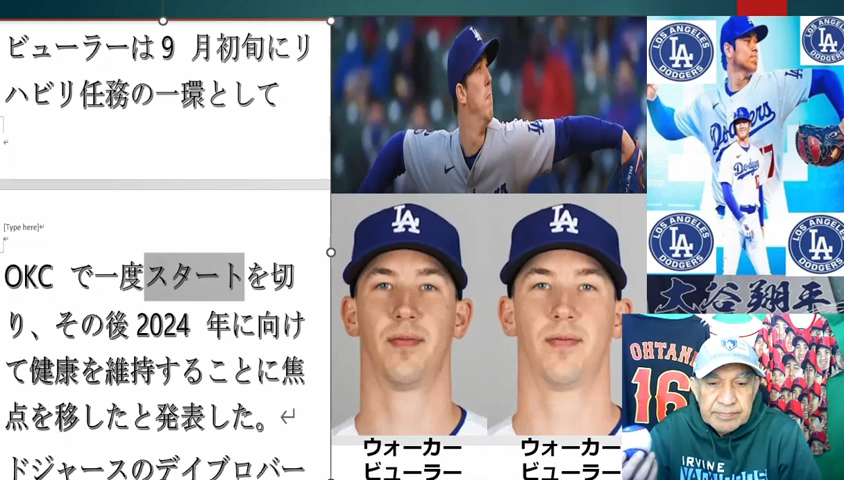 ビューラーは 9 月初旬にリ
ハビリ任務の一環として
[Type here]
OKC で一度スタートを切
り、その後 2024 年に向け
て健康を維持することに焦
点を移したと発表した。
ドジャースのデイブロバー
ウォーカー
ビューラー
ウォーカー
ビューラー
LOS ANGELES
LA
DODGERS
LOS ANGELES
LA
DODGERS
Dodgers
17
Dodgers
LOS ANGELES
LA
DODGERS
LOS ANGELES
LA
DODGERS
大谷翔平
OHTANI
16
IRVINE